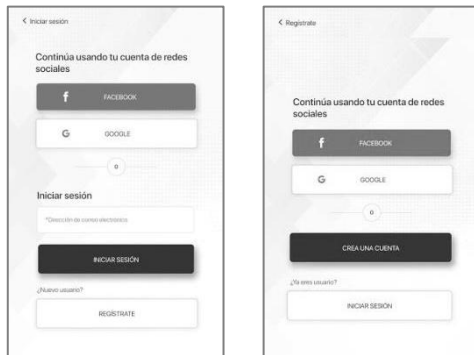 < Iniciar sesión
Continúa usando tu cuenta de redes
sociales
f FACEBOOK
G GOOGLE
o
Iniciar sesión
*Dirección de correo electrónico
INICIAR SESIÓN
¿Nuevo usuario?
REGÍSTRATE
< Regístrate
Continúa usando tu cuenta de redes
sociales
f FACEBOOK
G GOOGLE
o
CREA UNA CUENTA
¿Ya eres usuario?
INICIAR SESIÓN